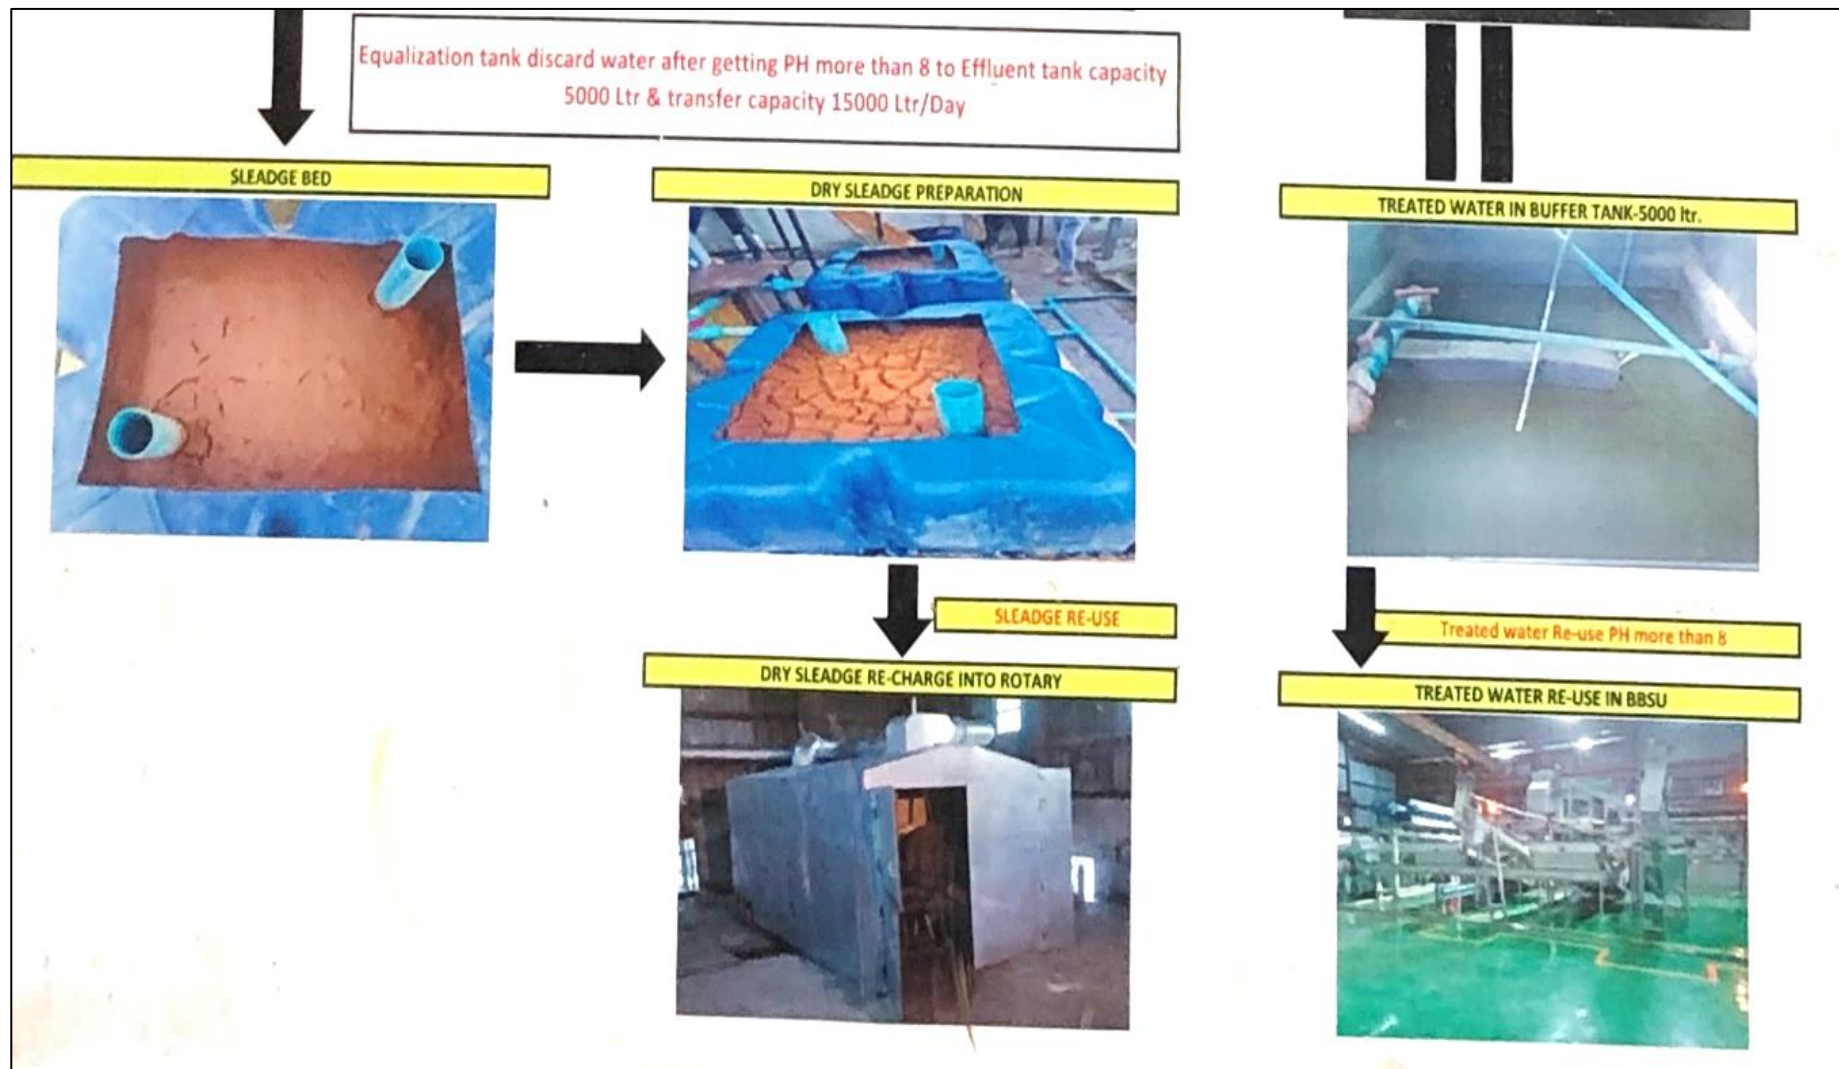 Equalization tank discard water after getting PH more than 8 to Effluent tank capacity
5000 Ltr & transfer capacity 15000 Ltr/Day
SLEADGE BED
DRY SLEADGE PREPARATION
TREATED WATER IN BUFFER TANK-5000 ltr.
SLEADGE RE-USE
Treated water Re-use PH more than 8
DRY SLEADGE RE-CHARGE INTO ROTARY
TREATED WATER RE-USE IN BBSU